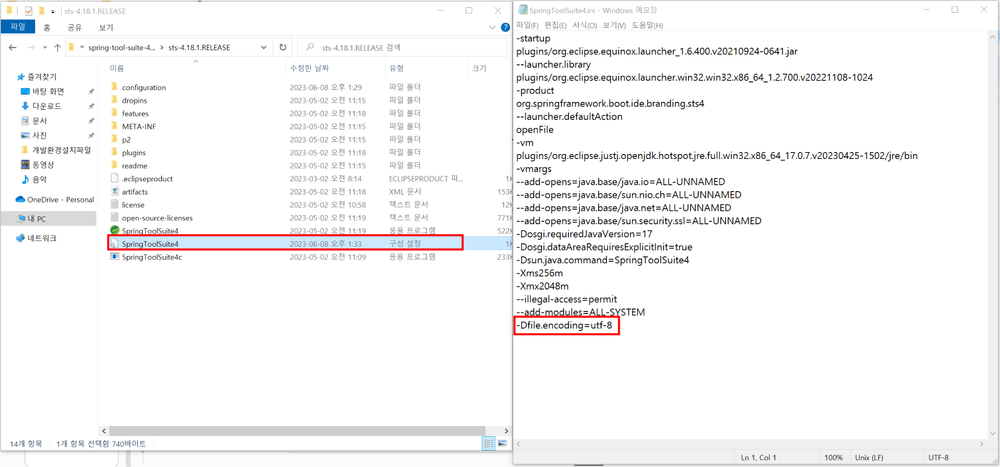 sts-4.18.1.RELEASE
파일
홈
공유
보기
« spring-tool-suite-4... > sts-4.18.1.RELEASE
sts-4.18.1.RELEASE 검색
즐겨찾기
바탕 화면
다운로드
문서
사진
개발환경설치파일
동영상
음악
OneDrive - Personal
내 PC
네트워크
이름 수정한 날짜 유형 크기
configuration 2023-06-08 오후 1:29 파일 폴더
dropins 2023-05-02 오전 11:15 파일 폴더
features 2023-05-02 오전 11:18 파일 폴더
META-INF 2023-05-02 오전 11:15 파일 폴더
p2 2023-05-02 오전 11:15 파일 폴더
plugins 2023-05-02 오전 11:18 파일 폴더
readme 2023-05-02 오전 11:15 파일 폴더
.eclipseproduct 2023-03-02 오전 8:14 ECLIPSEPRODUCT 파... 1K
artifacts 2023-05-02 오전 11:18 XML 문서 153K
license 2023-05-02 오전 10:58 텍스트 문서 12K
open-source-licenses 2023-05-02 오전 11:19 텍스트 문서 771K
SpringToolSuite4 2023-05-02 오전 11:19 응용 프로그램 522K
SpringToolSuite4 2023-06-08 오후 1:33 구성 설정 1K
SpringToolSuite4c 2023-05-02 오전 11:09 응용 프로그램 233K
14개 항목 1개 항목 선택함 740바이트
SpringToolSuite4.ini - Windows 메모장
파일(F) 편집(E) 서식(O) 보기(V) 도움말(H)
-startup
plugins/org.eclipse.equinox.launcher_1.6.400.v20210924-0641.jar
--launcher.library
plugins/org.eclipse.equinox.launcher.win32.win32.x86_64_1.2.700.v20221108-1024
-product
org.springframework.boot.ide.branding.sts4
--launcher.defaultAction
openFile
-vm
plugins/org.eclipse.justj.openjdk.hotspot.jre.full.win32.x86_64_17.0.7.v20230425-1502/jre/bin
-vmargs
--add-opens=java.base/java.io=ALL-UNNAMED
--add-opens=java.base/sun.nio.ch=ALL-UNNAMED
--add-opens=java.base/java.net=ALL-UNNAMED
--add-opens=java.base/sun.security.ssl=ALL-UNNAMED
-Dosgi.requiredJavaVersion=17
-Dosgi.dataAreaRequiresExplicitInit=true
-Dsun.java.command=SpringToolSuite4
-Xms256m
-Xmx2048m
--illegal-access=permit
--add-modules=ALL-SYSTEM
-Dfile.encoding=utf-8
Ln 1, Col 1 100% Unix (LF) UTF-8